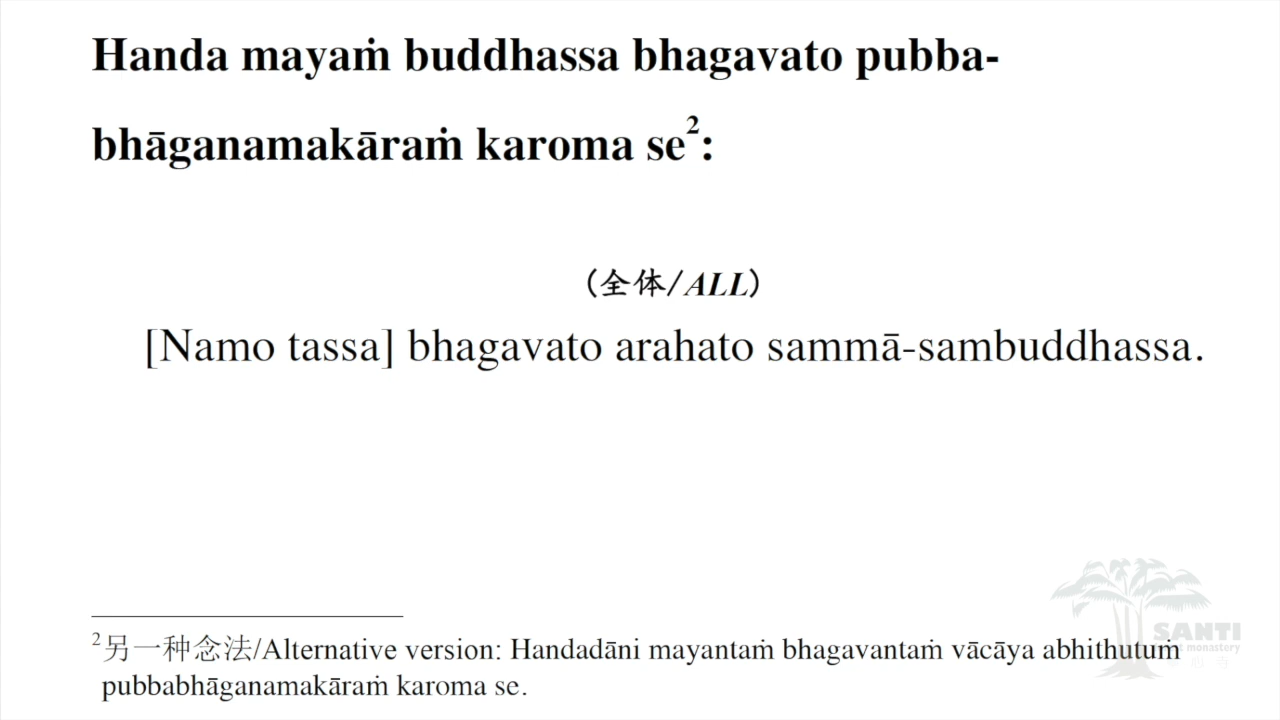 Handa mayaṁ buddhassa bhagavato pubba-
bhāganamakāraṁ karoma se²:
(全体/ALL)
[Namo tassa] bhagavato arahato sammā-sambuddhassa.
²另一种念法/Alternative version: Handadāni mayantaṁ bhagavantaṁ vācāya abhithutuṁ
pubbabhāganamakāraṁ karoma se.
SANTI
monastery